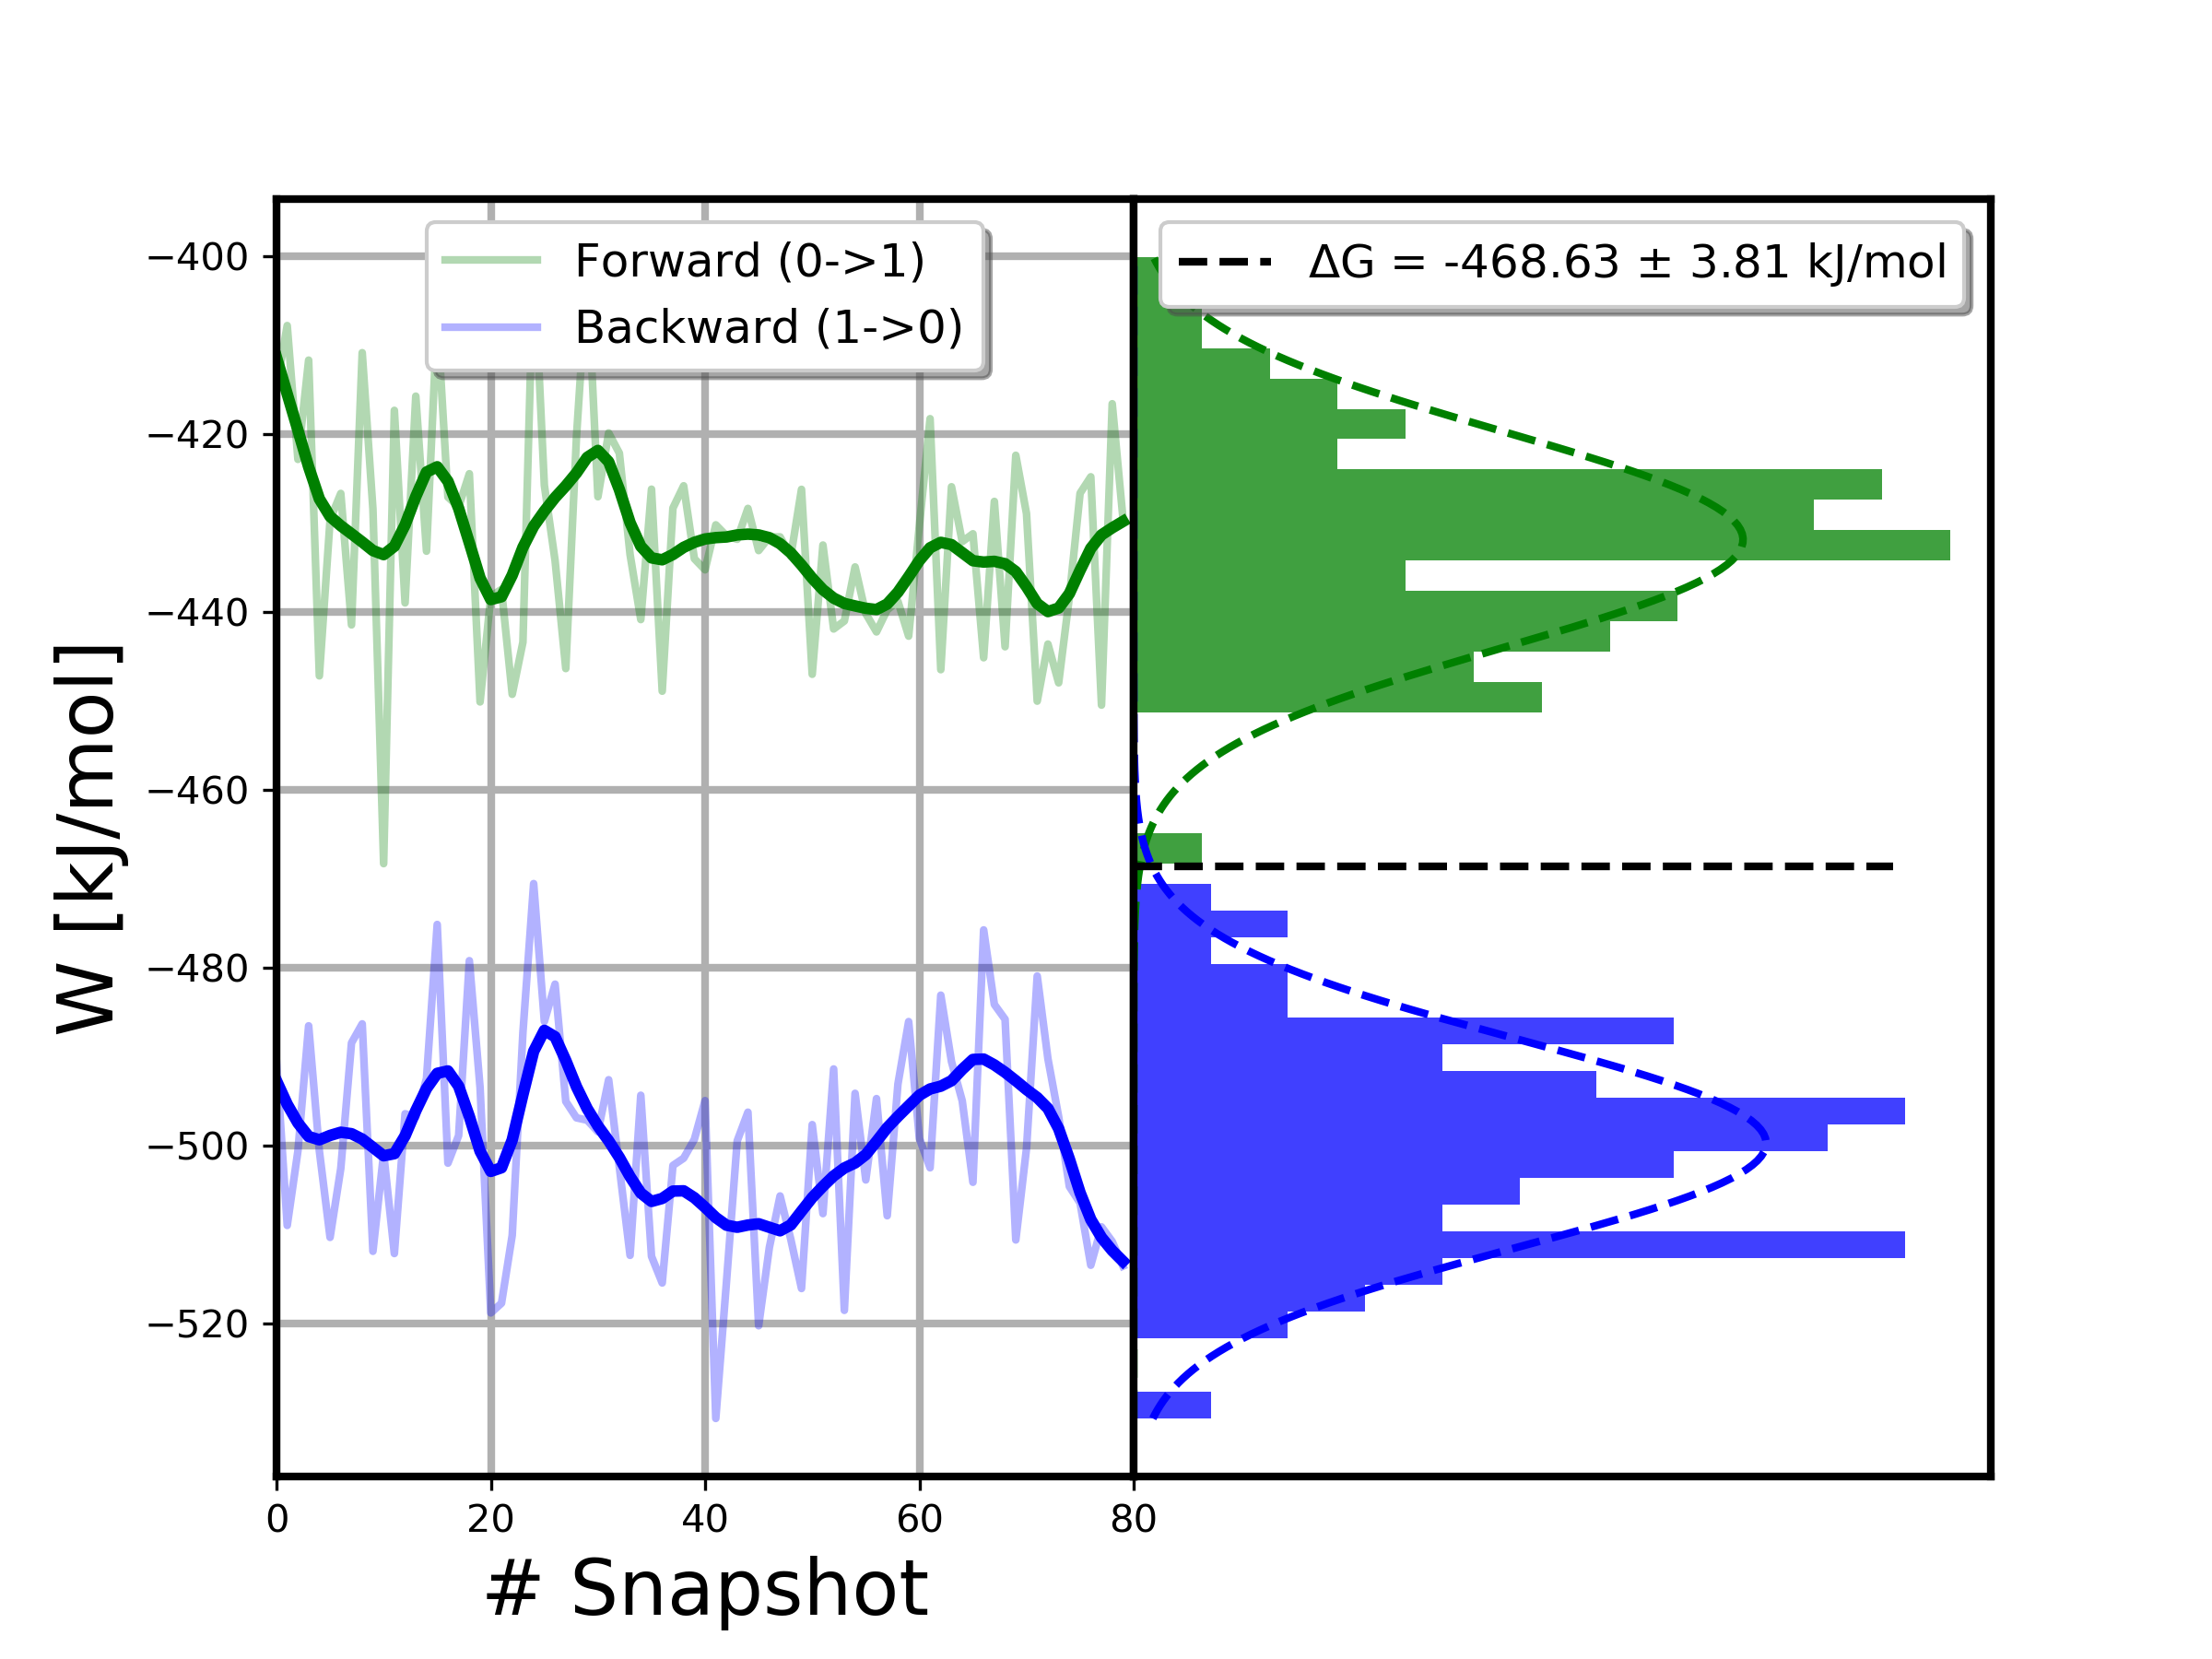 Forward (0->1)
Backward (1->0)
ΔG = -468.63 ± 3.81 kJ/mol
W [kJ/mol]
−400
−420
−440
−460
−480
−500
−520
0 20 40 60 80
# Snapshot